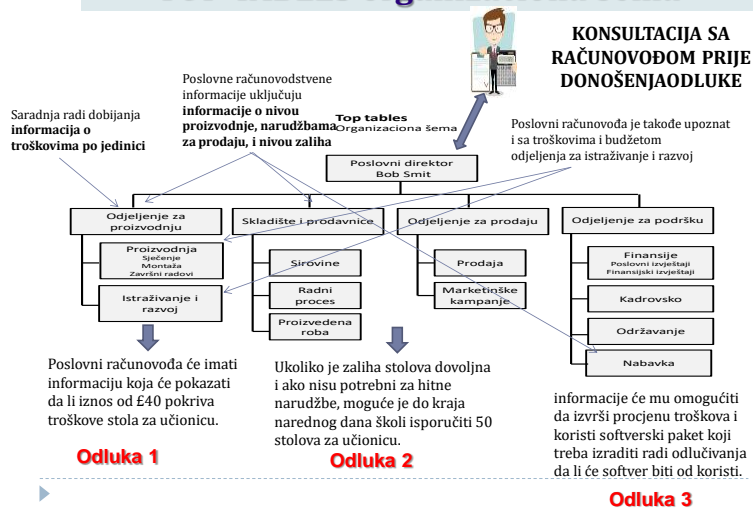 KONSULTACIJA SA
RAČUNOVOĐOM PRIJE
DONOŠENJAODLUKE
Poslovne računovodstvene
informacije uključuju
informacije o nivou
proizvodnje, narudžbama
za prodaju, i nivou zaliha
Saradnja radi dobijanja
informacija o
troškovima po jedinici
Top tables
Organizaciona šema
Poslovni računovođa je takođe upoznat
i sa troškovima i budžetom
odjeljenja za istraživanje i razvoj
Poslovni direktor
Bob Smit
Odjeljenje za
proizvodnju
Skladište i prodavnice
Odjeljenje za prodaju
Odjeljenje za podršku
Proizvodnja
Sječenje
Montaža
Završni radovi
Istraživanje i
razvoj
Sirovine
Radni
proces
Proizvedena
roba
Prodaja
Marketinške
kampanje
Finansije
Poslovni izvještaji
Finansijski izvještaji
Kadrovsko
Održavanje
Nabavka
Poslovni računovođa će imati
informaciju koja će pokazati
da li iznos od £40 pokriva
troškove stola za učionicu.
Odluka 1
Ukoliko je zaliha stolova dovoljna
i ako nisu potrebni za hitne
narudžbe, moguće je do kraja
narednog dana školi isporučiti 50
stolova za učionicu.
Odluka 2
informacije će mu omogućiti
da izvrši procjenu troškova i
koristi softverski paket koji
treba izraditi radi odlučivanja
da li će softver biti od koristi.
Odluka 3